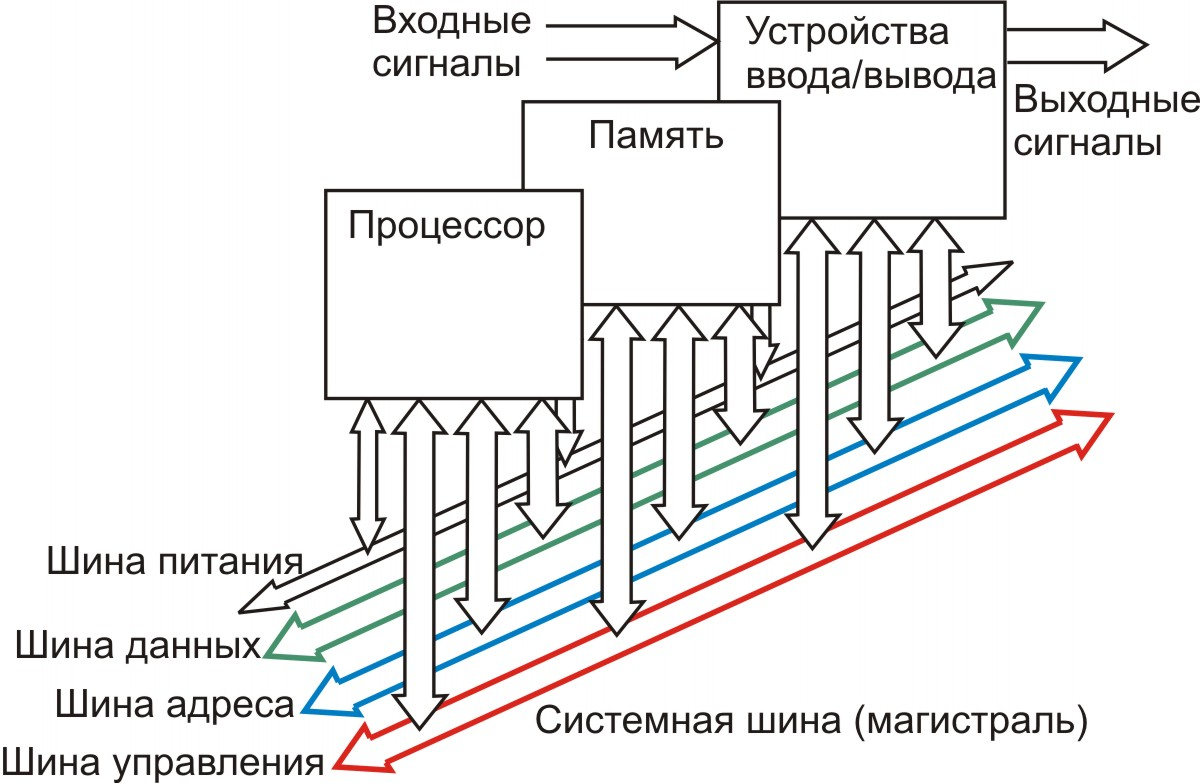 Входные
сигналы
Устройства
ввода/вывода
Выходные
сигналы
Память
Процессор
Шина питания
Шина данных
Шина адреса
Шина управления
Системная шина (магистраль)